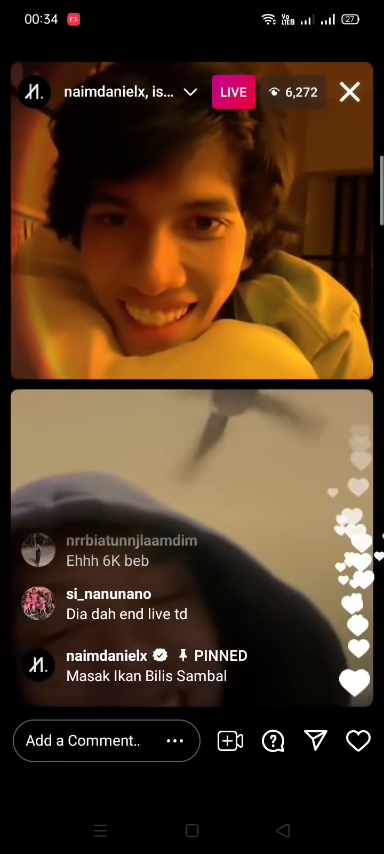 00:34
27
naimdanielx, is...
LIVE
6,272
nrrbiatunnjlaamdim
Ehhh 6K beb
si_nanunano
Dia dah end live td
naimdanielx PINNED
Masak Ikan Bilis Sambal
Add a Comment..